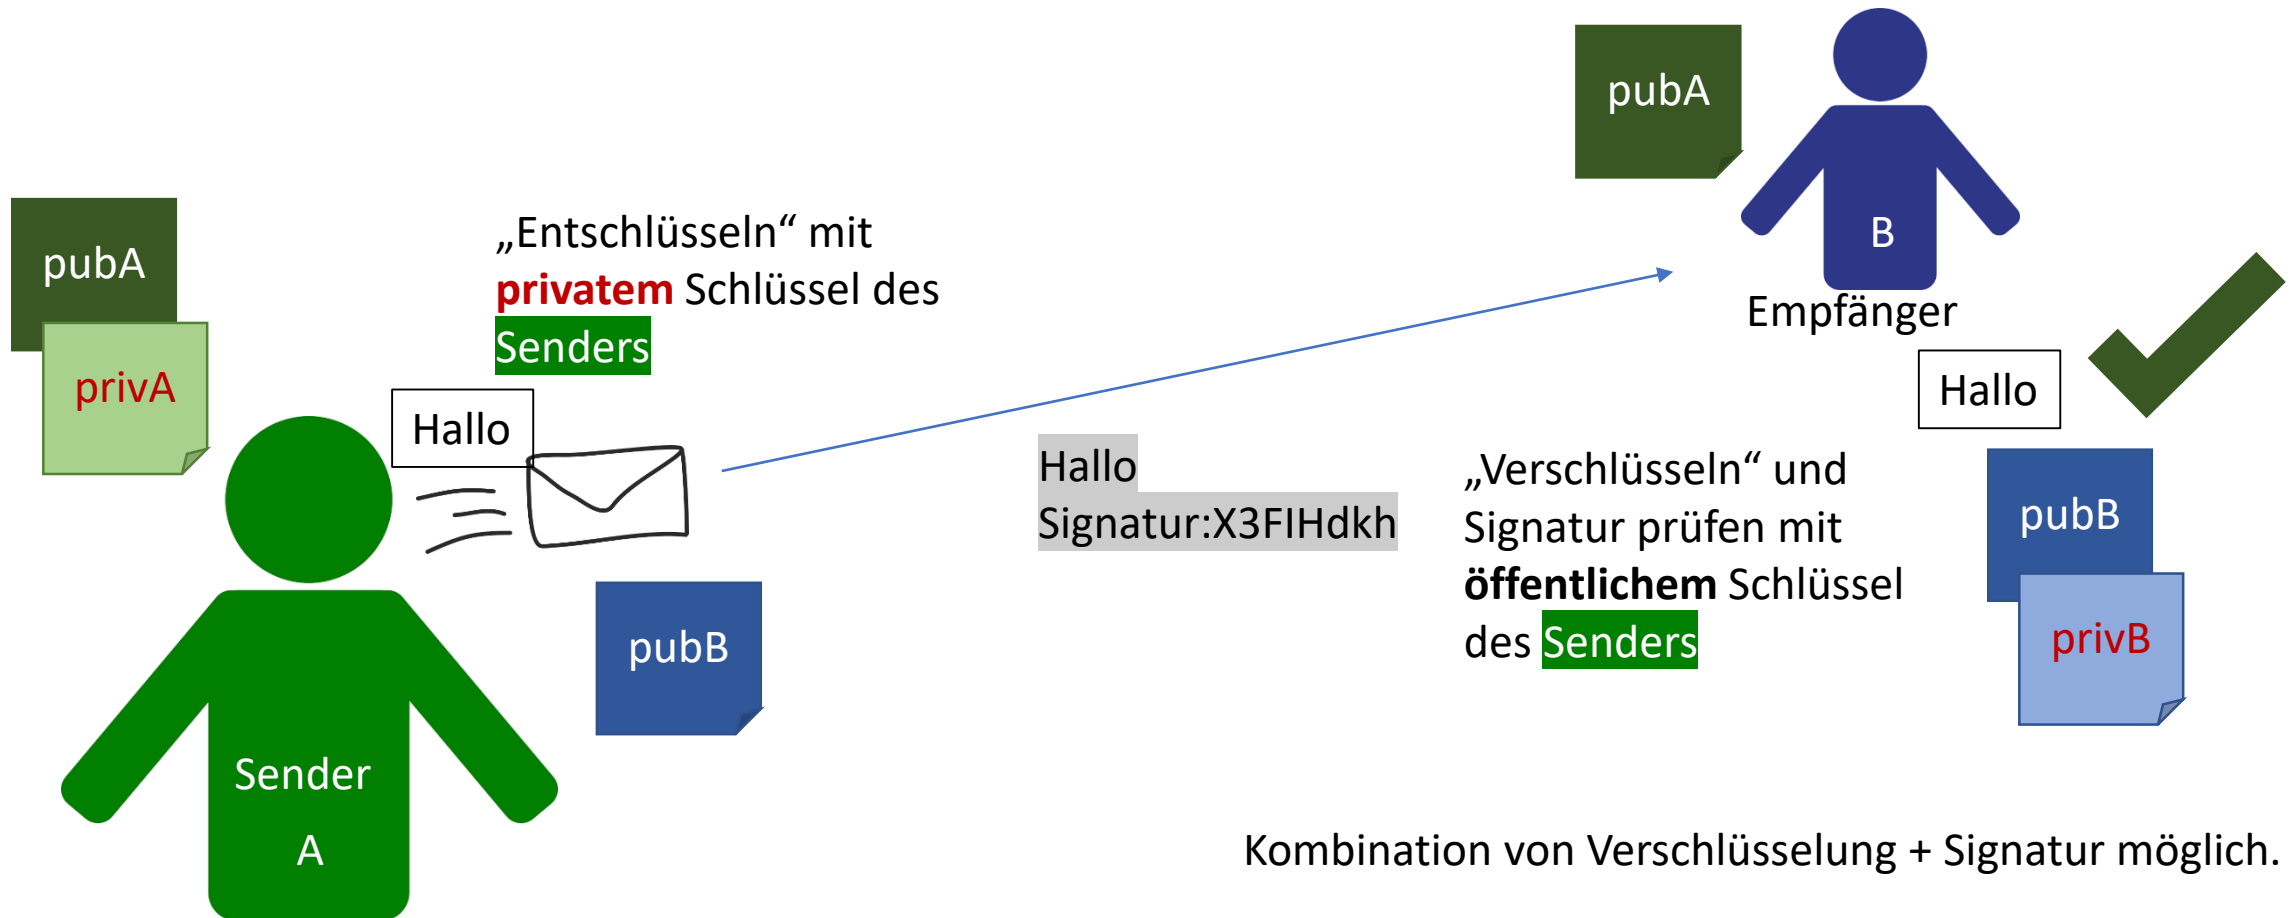 pubA
privA
„Entschlüsseln“ mit
privatem Schlüssel des
Senders
Hallo
pubB
Sender
A
Hallo
Signatur:X3FIHdkh
pubA
B
Empfänger
Hallo
„Verschlüsseln“ und
Signatur prüfen mit
öffentlichem Schlüssel
des Senders
pubB
privB
Kombination von Verschlüsselung + Signatur möglich.